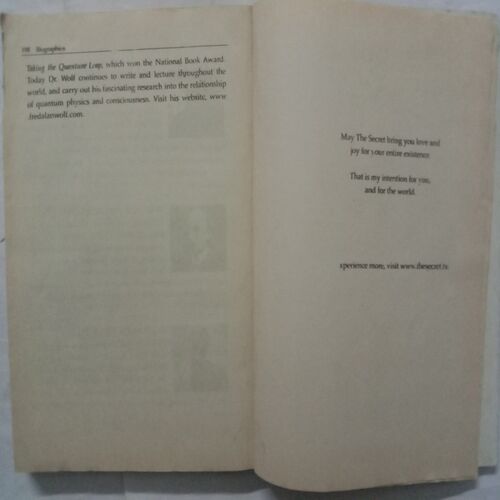 198 Biographies
Taking the Quantum Leap, which won the National Book Award.
Today Dr. Wolf continues to write and lecture throughout the
world, and carry out his fascinating research into the relationship
of quantum physics and consciousness. Visit his website, www
.fredalanwolf.com.
May The Secret bring you love and
joy for your entire existence.
That is my intention for you,
and for the world.
xperience more, visit www.thesecret.tv